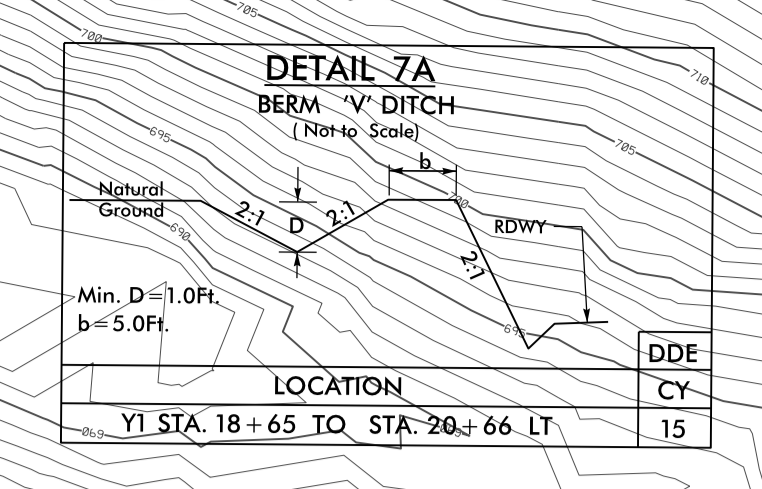 705
700
DETAIL 7A
710
BERM 'V' DITCH
( Not to Scale)
695
705
b
Natural
Ground
2:1
D
2:1
700
690
RDWY
2:1
Min. D=1.0Ft.
b=5.0Ft.
695
DDE
LOCATION
CY
Y1 STA. 18+65 TO STA. 20+66 LT
15
690
690